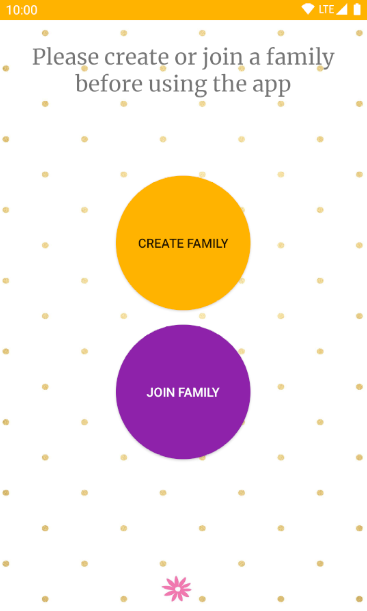 10:00
LTE
Please create or join a family
before using the app
CREATE FAMILY
JOIN FAMILY